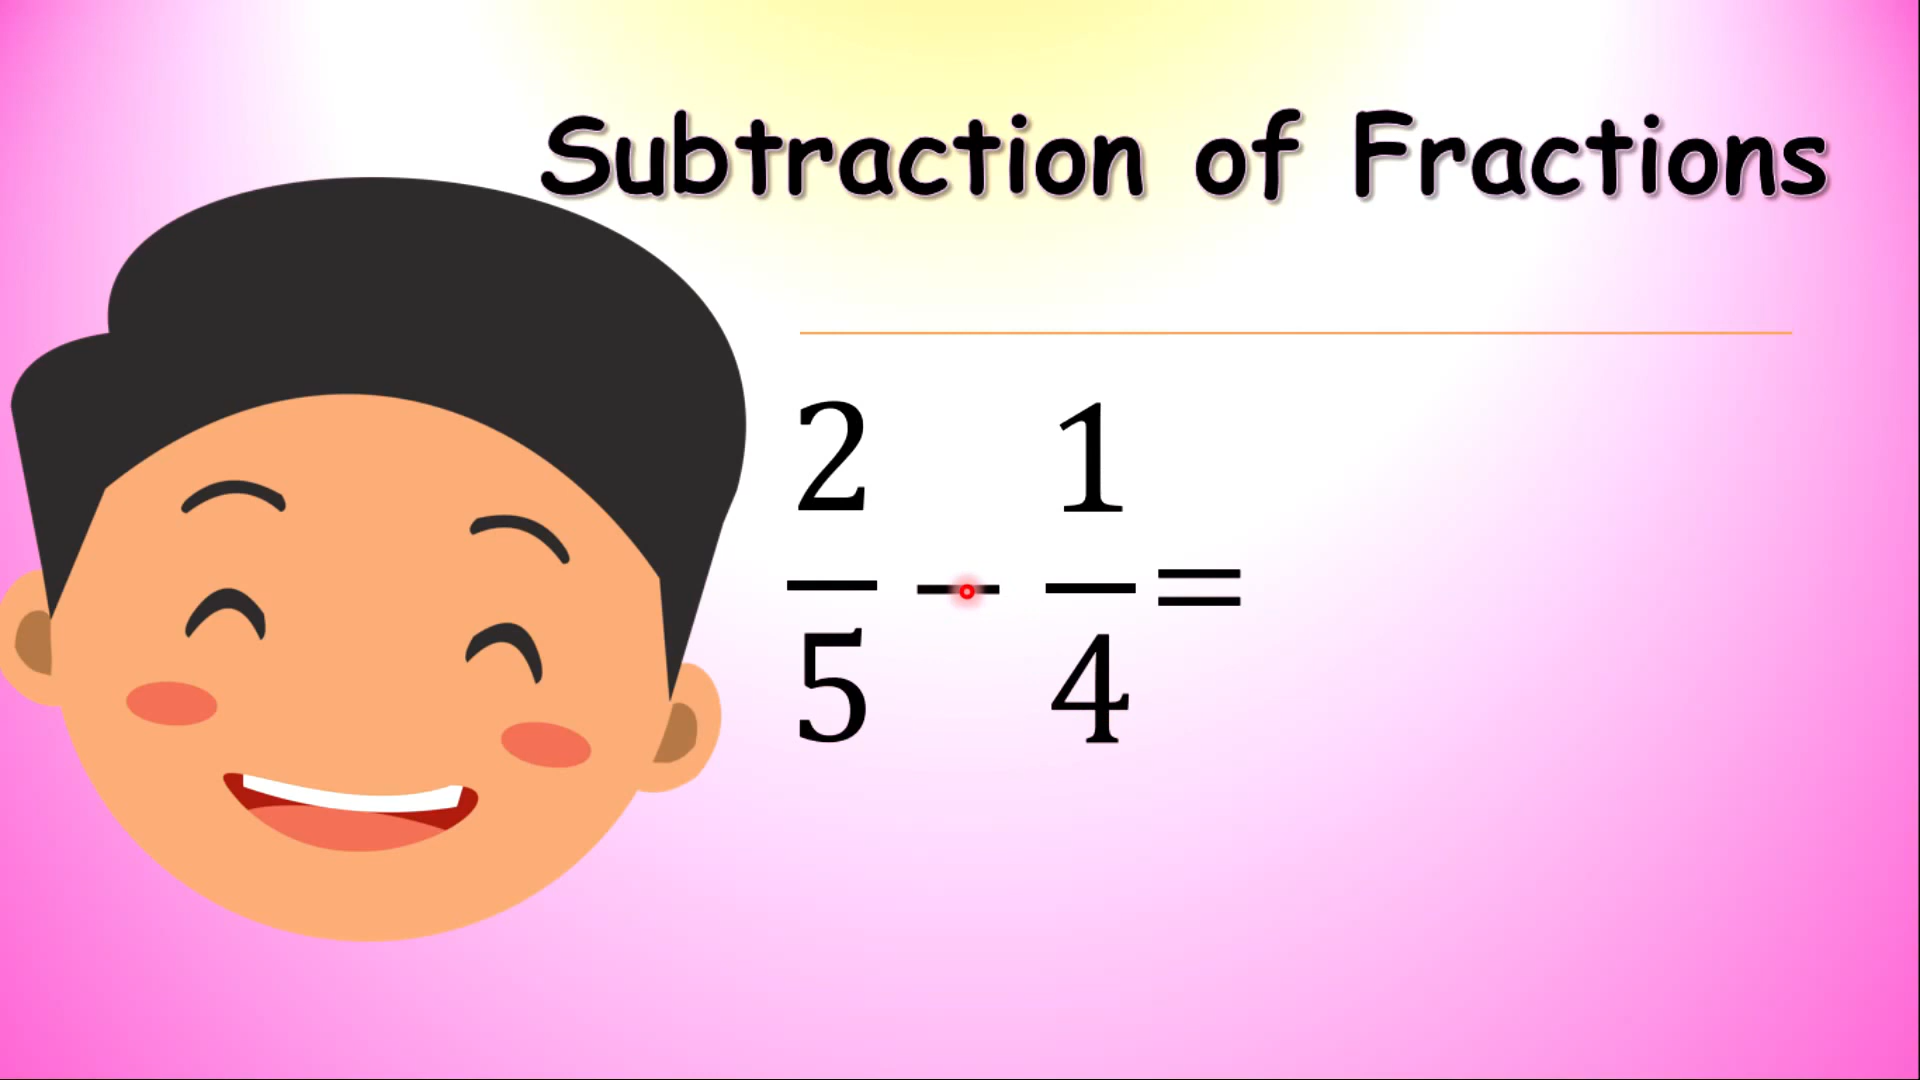 Subtraction of Fractions
2/5 - 1/4 =